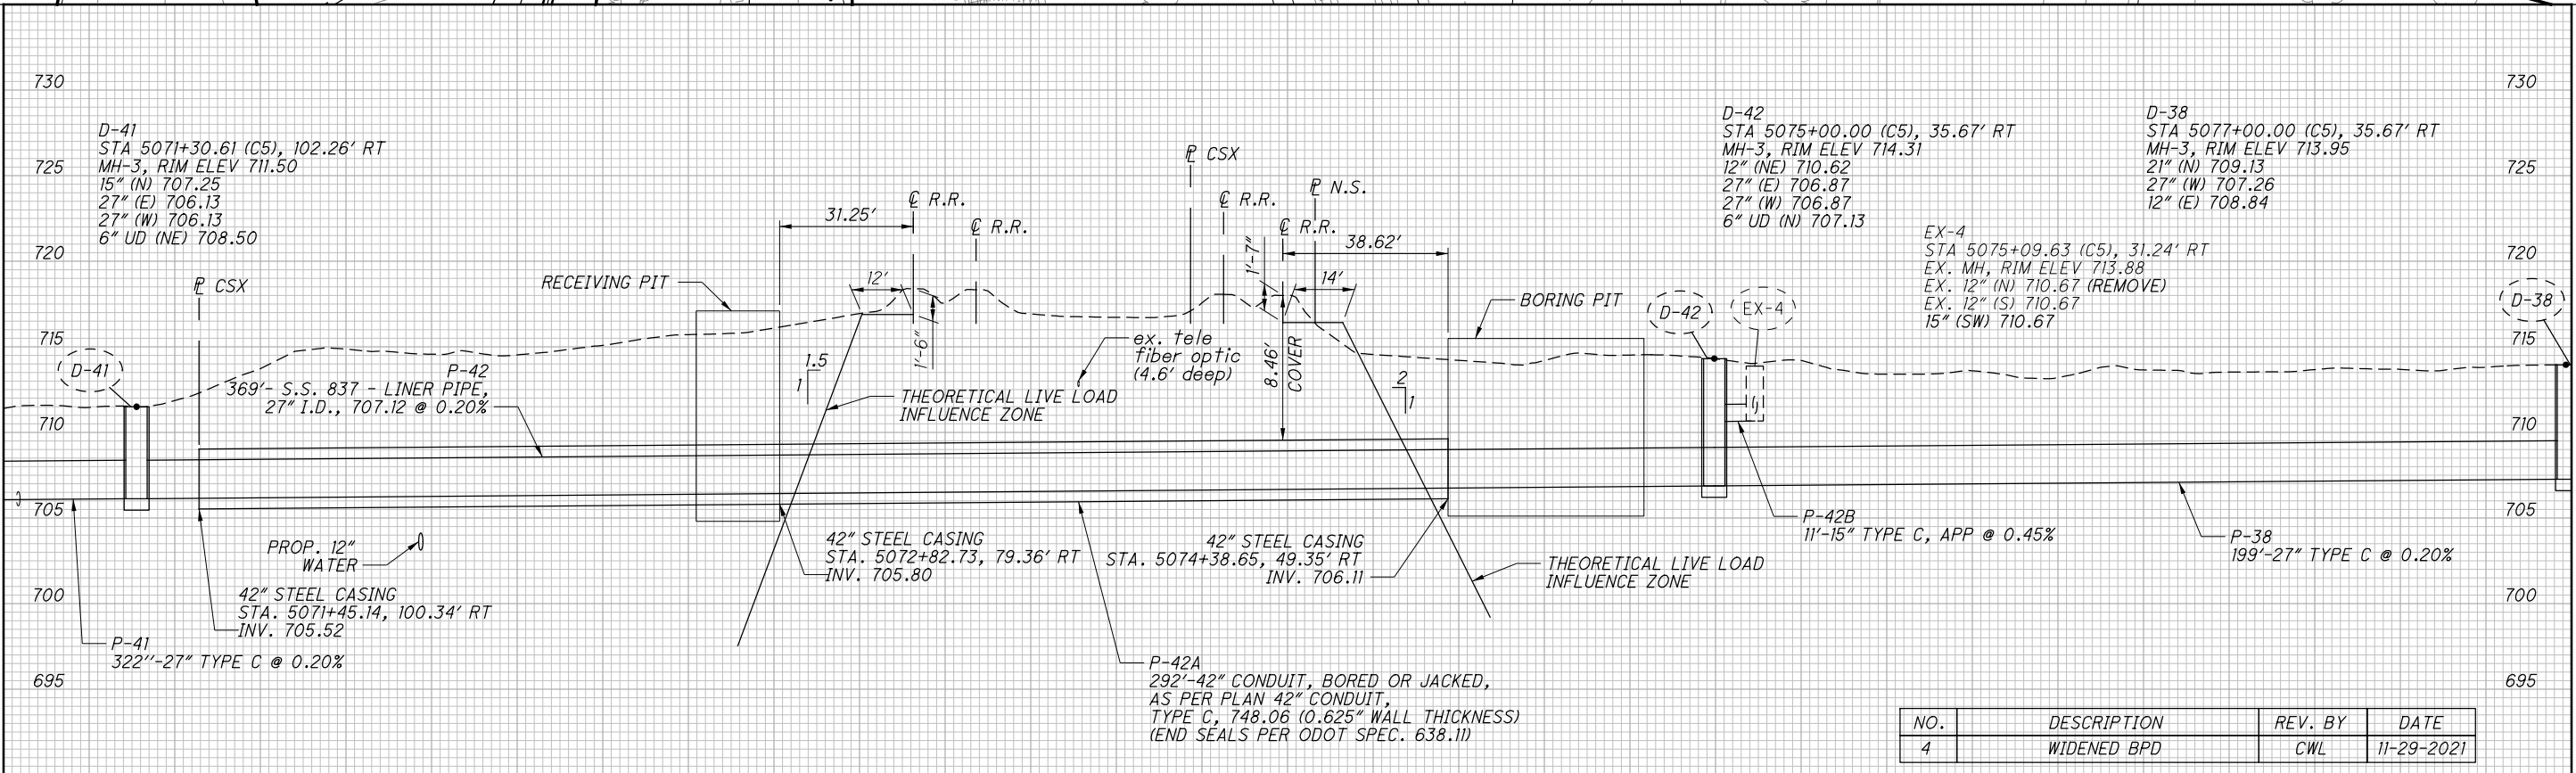 730
725
720
715
710
705
700
695
D-41
STA 5071+30.61 (C5), 102.26' RT
MH-3, RIM ELEV 711.50
15" (N) 707.25
27" (E) 706.13
27" (W) 706.13
6" UD (NE) 708.50
℄ CSX
D-41
P-42
369'- S.S. 837 - LINER PIPE,
27" I.D., 707.12 @ 0.20%
PROP. 12"
WATER
42" STEEL CASING
STA. 5071+45.14, 100.34' RT
INV. 705.52
P-41
322''-27" TYPE C @ 0.20%
RECEIVING PIT
31.25'
℄ R.R.
℄ R.R.
12'
1'-6"
1.5
1
THEORETICAL LIVE LOAD
INFLUENCE ZONE
ex. tele
fiber optic
(4.6' deep)
42" STEEL CASING
STA. 5072+82.73, 79.36' RT
INV. 705.80
P CSX
℄ R.R.
P N.S.
℄ R.R.
38.62'
1'-7"
14'
8.46'
COVER
2
1
BORING PIT
42" STEEL CASING
STA. 5074+38.65, 49.35' RT
INV. 706.11
THEORETICAL LIVE LOAD
INFLUENCE ZONE
P-42A
292'-42" CONDUIT, BORED OR JACKED,
AS PER PLAN 42" CONDUIT,
TYPE C, 748.06 (0.625" WALL THICKNESS)
(END SEALS PER ODOT SPEC. 638.11)
D-42
STA 5075+00.00 (C5), 35.67' RT
MH-3, RIM ELEV 714.31
12" (NE) 710.62
27" (E) 706.87
27" (W) 706.87
6" UD (N) 707.13
D-42
EX-4
EX-4
STA 5075+09.63 (C5), 31.24' RT
EX. MH, RIM ELEV 713.88
EX. 12" (N) 710.67 (REMOVE)
EX. 12" (S) 710.67
15" (SW) 710.67
P-42B
11'-15" TYPE C, APP @ 0.45%
D-38
STA 5077+00.00 (C5), 35.67' RT
MH-3, RIM ELEV 713.95
21" (N) 709.13
27" (W) 707.26
12" (E) 708.84
D-38
P-38
199'-27" TYPE C @ 0.20%
730
725
720
715
710
705
700
695
NO. DESCRIPTION REV. BY DATE
4 WIDENED BPD CWL 11-29-2021